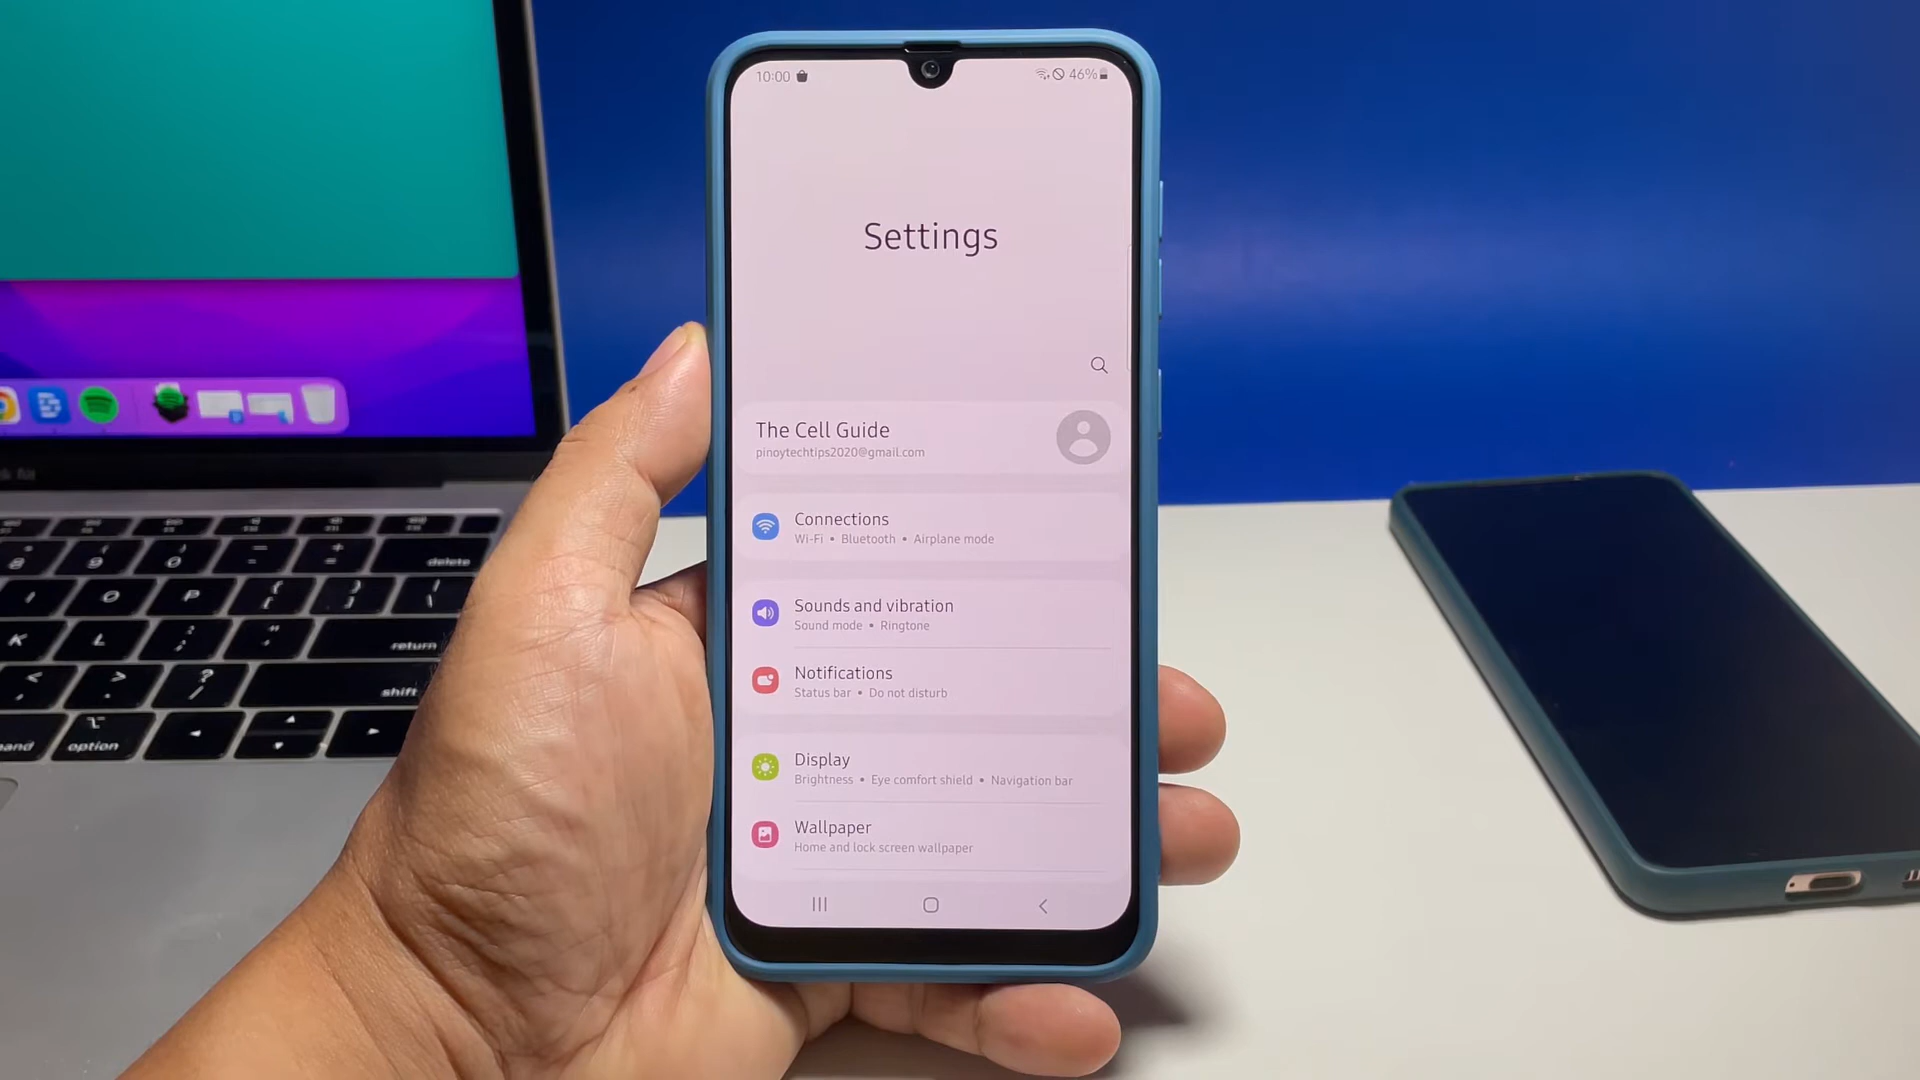 10:00
46%
Settings
The Cell Guide
pinoytechtips2020@gmail.com
Connections
Wi-Fi • Bluetooth • Airplane mode
Sounds and vibration
Sound mode • Ringtone
Notifications
Status bar • Do not disturb
Display
Brightness • Eye comfort shield • Navigation bar
Wallpaper
Home and lock screen wallpaper
delete
O
P
{
[
}
]
|
\
K
L
:
;
"
'
return
<
,
>
.
?
/
shift
option